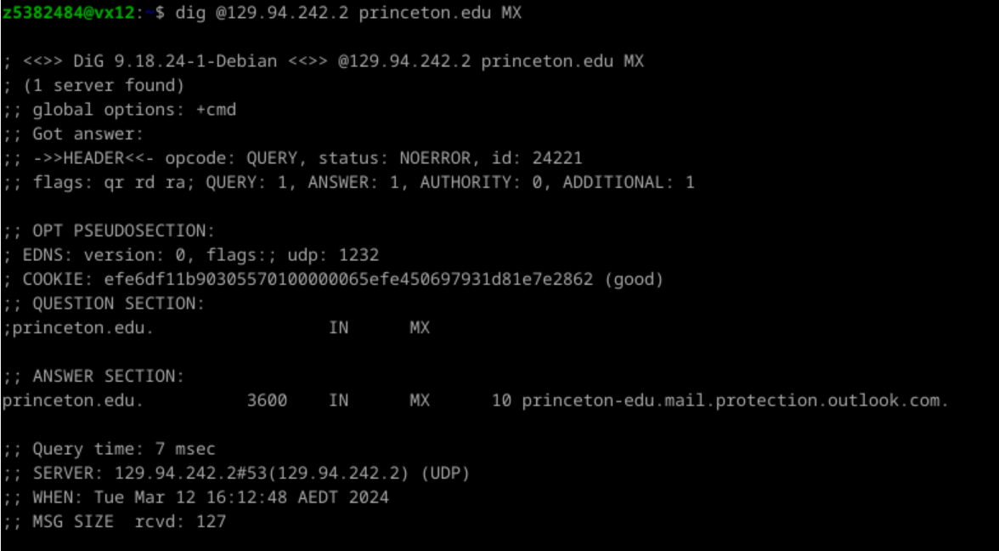 z5382484@vx12:~$ dig @129.94.242.2 princeton.edu MX
; <<>> DiG 9.18.24-1-Debian <<>> @129.94.242.2 princeton.edu MX
; (1 server found)
;; global options: +cmd
;; Got answer:
;; ->>HEADER<<- opcode: QUERY, status: NOERROR, id: 24221
;; flags: qr rd ra; QUERY: 1, ANSWER: 1, AUTHORITY: 0, ADDITIONAL: 1
;; OPT PSEUDOSECTION:
; EDNS: version: 0, flags:; udp: 1232
; COOKIE: efe6df11b90305570100000065efe450697931d81e7e2862 (good)
;; QUESTION SECTION:
;princeton.edu. IN MX
;; ANSWER SECTION:
princeton.edu. 3600 IN MX 10 princeton-edu.mail.protection.outlook.com.
;; Query time: 7 msec
;; SERVER: 129.94.242.2#53(129.94.242.2) (UDP)
;; WHEN: Tue Mar 12 16:12:48 AEDT 2024
;; MSG SIZE rcvd: 127